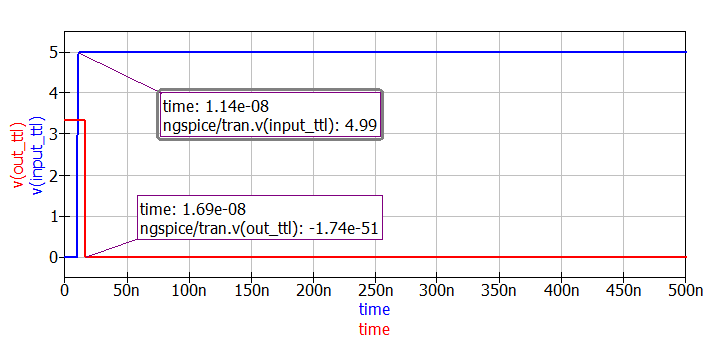 5
4
3
2
1
0
v(out_ttl)
v(input_ttl)
time: 1.14e-08
ngspice/tran.v(input_ttl): 4.99
time: 1.69e-08
ngspice/tran.v(out_ttl): -1.74e-51
0 50n 100n 150n 200n 250n 300n 350n 400n 450n 500n
time
time